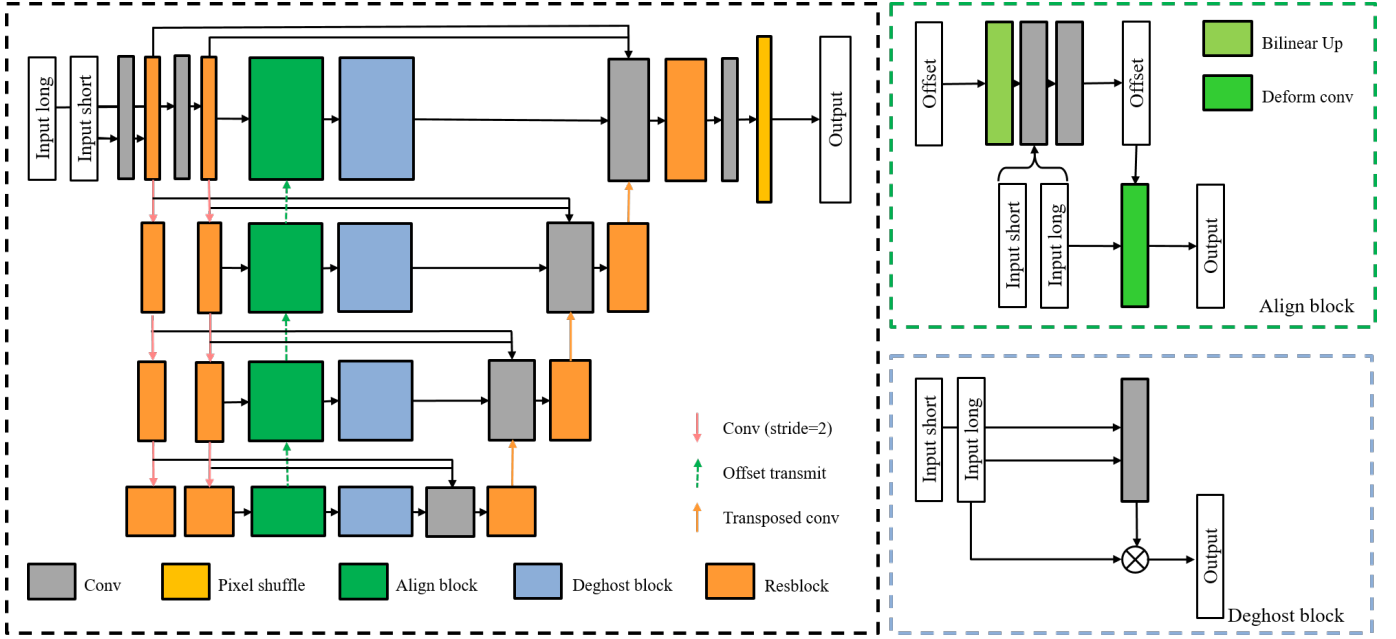 Input long
Input short
Output
Conv (stride=2)
Offset transmit
Transposed conv
Conv
Pixel shuffle
Align block
Deghost block
Resblock
Offset
Offset
Bilinear Up
Deform conv
Input short
Input long
Output
Align block
Input short
Input long
Output
Deghost block